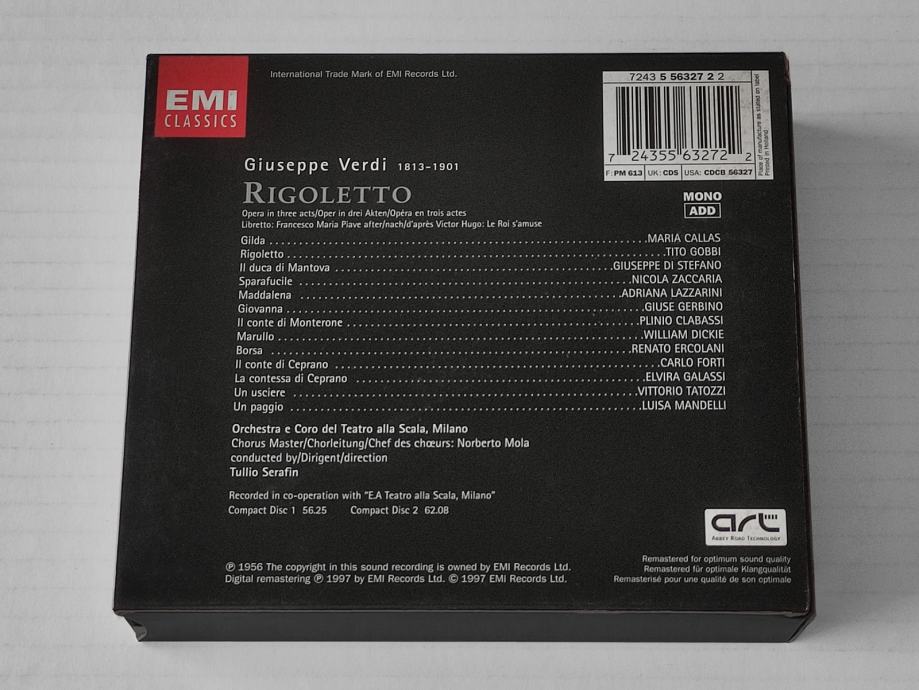 EMI
CLASSICS
International Trade Mark of EMI Records Ltd.
7243 5 56327 2 2
7 24355 63272 2
F: PM 613 UK: CDS USA: CDCB 56327
Place of manufacture as stated on label
Printed in Holland
Giuseppe Verdi 1813–1901
RIGOLETTO
Opera in three acts/Oper in drei Akten/Opéra en trois actes
Libretto: Francesco Maria Piave after/nach/d'après Victor Hugo: Le Roi s'amuse
MONO
ADD
Gilda ............ MARIA CALLAS
Rigoletto ............ TITO GOBBI
Il duca di Mantova ............ GIUSEPPE DI STEFANO
Sparafucile ............ NICOLA ZACCARIA
Maddalena ............ ADRIANA LAZZARINI
Giovanna ............ GIUSE GERBINO
Il conte di Monterone ............ PLINIO CLABASSI
Marullo ............ WILLIAM DICKIE
Borsa ............ RENATO ERCOLANI
Il conte di Ceprano ............ CARLO FORTI
La contessa di Ceprano ............ ELVIRA GALASSI
Un usciere ............ VITTORIO TATOZZI
Un paggio ............ LUISA MANDELLI
Orchestra e Coro del Teatro alla Scala, Milano
Chorus Master/Chorleitung/Chef des chœurs: Norberto Mola
conducted by/Dirigent/direction
Tullio Serafin
Recorded in co-operation with "E.A Teatro alla Scala, Milano"
Compact Disc 1 56.25 Compact Disc 2 62.08
art
ABBEY ROAD TECHNOLOGY
Remastered for optimum sound quality
Remastered für optimale Klangqualität
Remasterisé pour une qualité de son optimale
℗ 1956 The copyright in this sound recording is owned by EMI Records Ltd.
Digital remastering ℗ 1997 by EMI Records Ltd. © 1997 EMI Records Ltd.